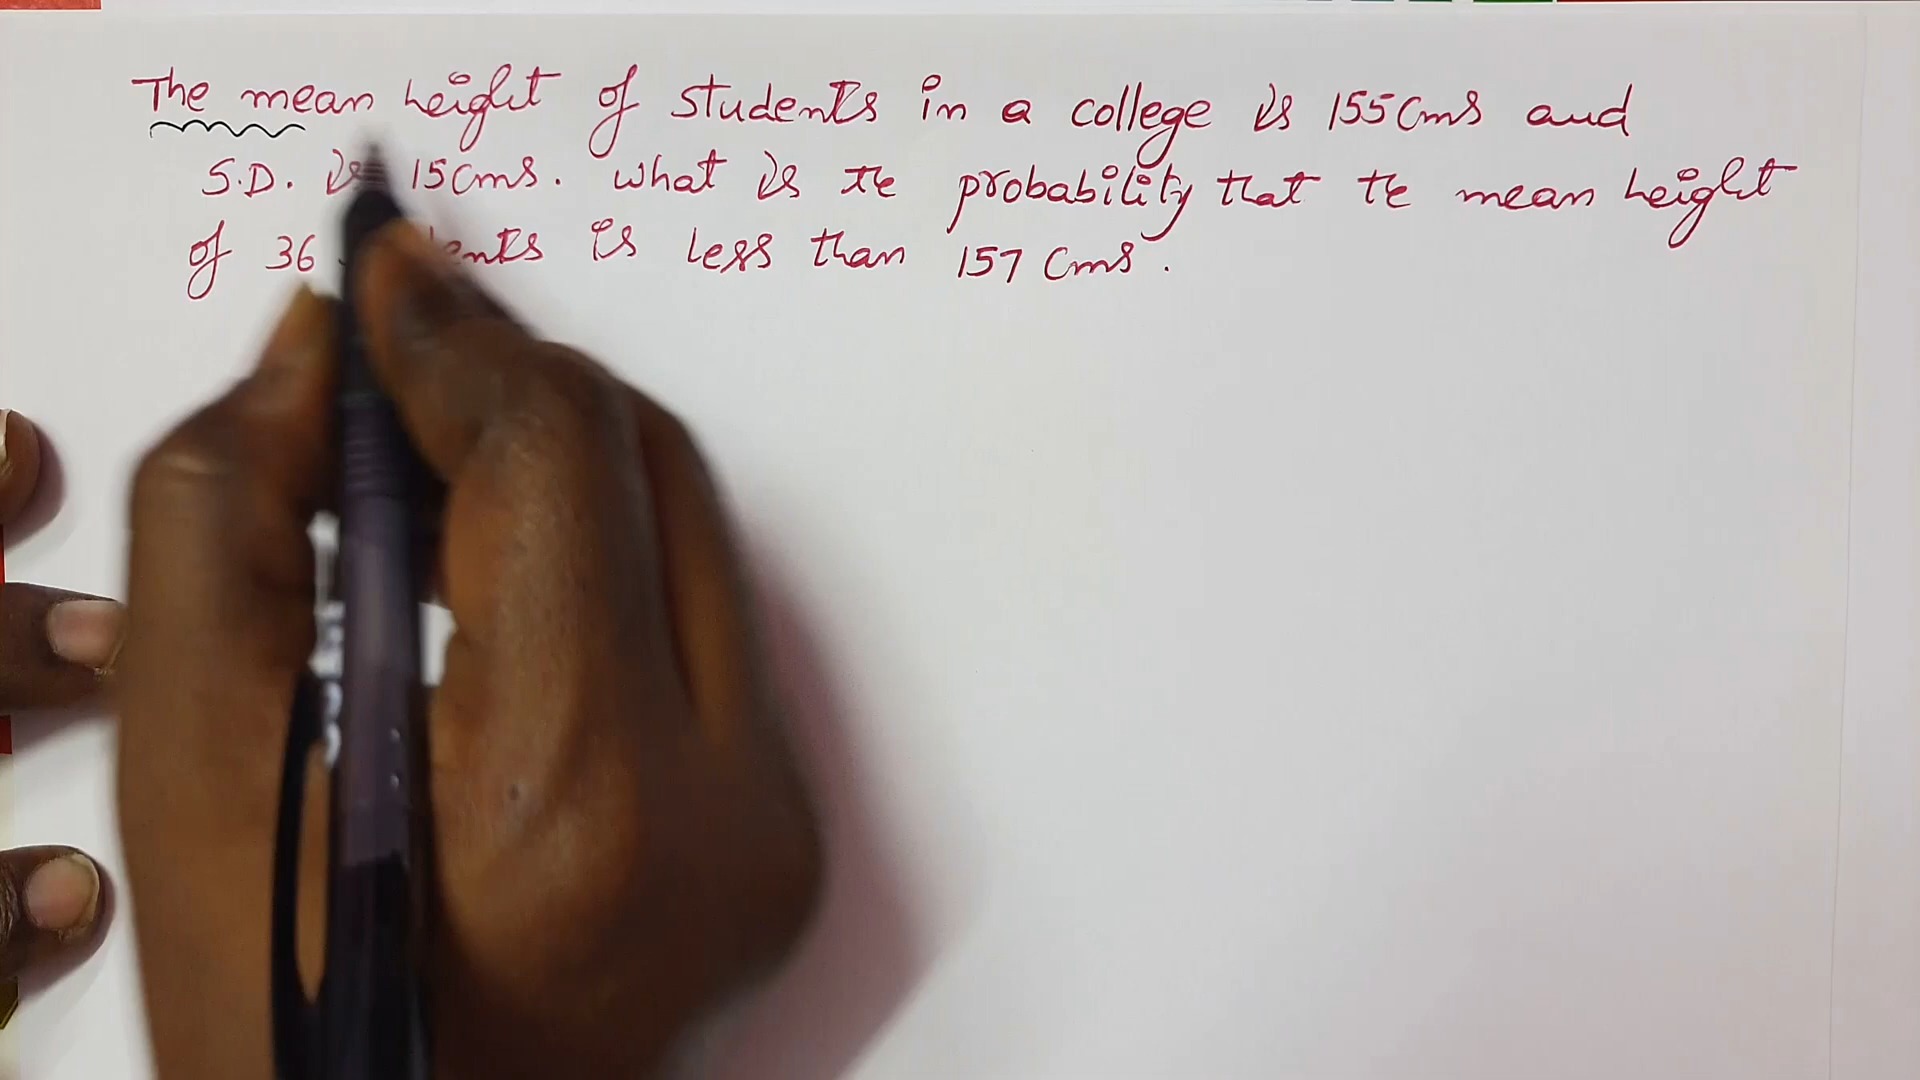 The mean height of students in a college is 155 cms and
S.D. is 15 cms. What is the probability that the mean height
of 36 is less than 157 cms.